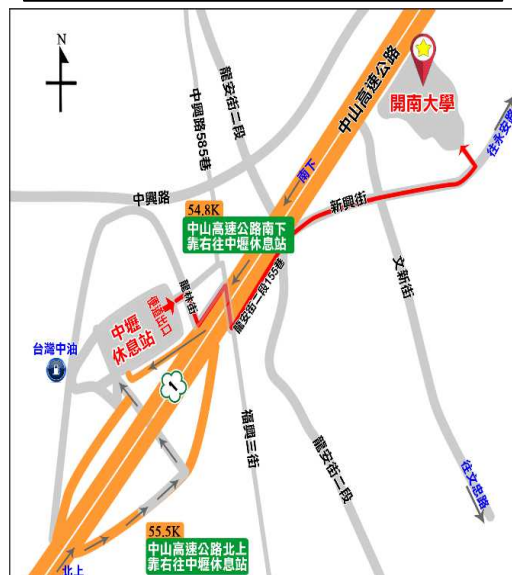 N
中山高速公路
開南大學
往永安路
龍安街二段
中興路585巷
南下
中興路
新興街
54.8K
中山高速公路南下
靠右往中壢休息站
文新街
龍安街二段155巷
龍林街
便道出口
中壢
休息站
台灣中油
1
福興三街
龍安街二段
往文忠路
55.5K
中山高速公路北上
靠右往中壢休息站
北上